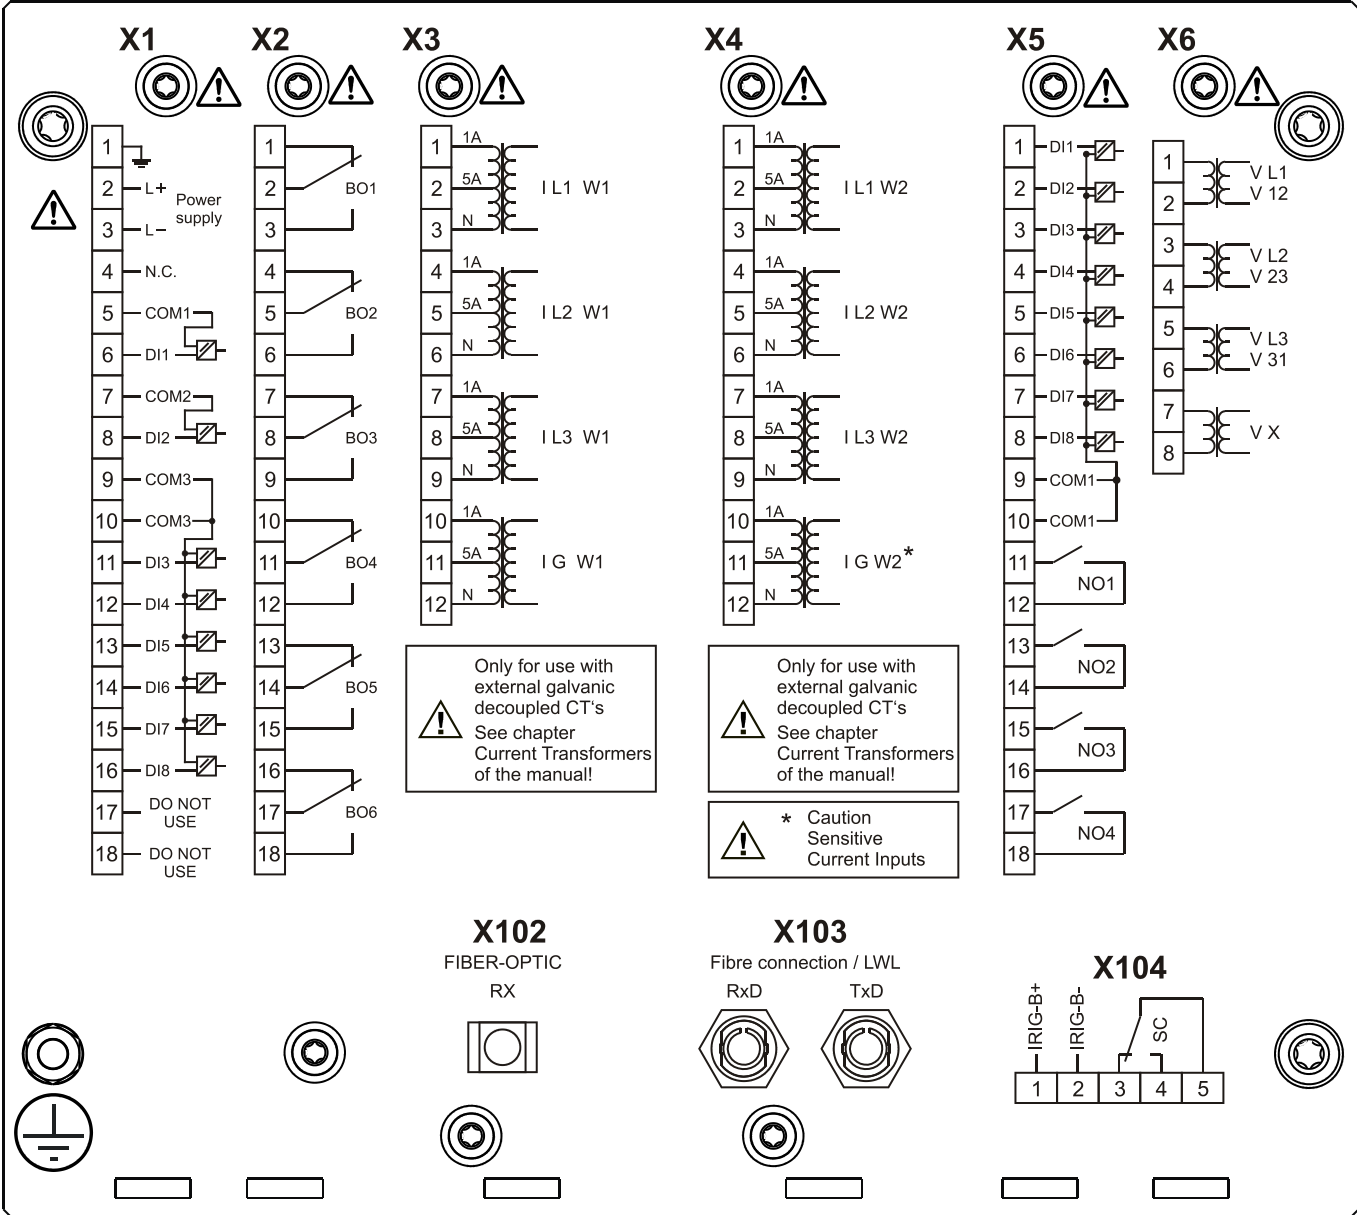 X1 X2 X3 X4 X5 X6
1
2 L+
3 L−
Power
supply
4 N.C.
5 COM1
6 DI1
7 COM2
8 DI2
9 COM3
10 COM3
11 DI3
12 DI4
13 DI5
14 DI6
15 DI7
16 DI8
17 DO NOT
USE
18 DO NOT
USE
1
2 BO1
3
4
5 BO2
6
7
8 BO3
9
10
11 BO4
12
13
14 BO5
15
16
17 BO6
18
1 1A
2 5A I L1 W1
3 N
4 1A
5 5A I L2 W1
6 N
7 1A
8 5A I L3 W1
9 N
10 1A
11 5A I G W1
12 N
Only for use with
external galvanic
decoupled CT‘s
See chapter
Current Transformers
of the manual!
1 1A
2 5A I L1 W2
3 N
4 1A
5 5A I L2 W2
6 N
7 1A
8 5A I L3 W2
9 N
10 1A
11 5A I G W2*
12 N
Only for use with
external galvanic
decoupled CT‘s
See chapter
Current Transformers
of the manual!
* Caution
Sensitive
Current Inputs
1 DI1
2 DI2
3 DI3
4 DI4
5 DI5
6 DI6
7 DI7
8 DI8
9 COM1
10 COM1
11
NO1
12
13
NO2
14
15
NO3
16
17
NO4
18
1 V L1
2 V 12
3 V L2
4 V 23
5 V L3
6 V 31
7
V X
8
X102
FIBER-OPTIC
RX
X103
Fibre connection / LWL
RxD TxD
X104
IRIG-B+
IRIG-B-
SC
1 2 3 4 5